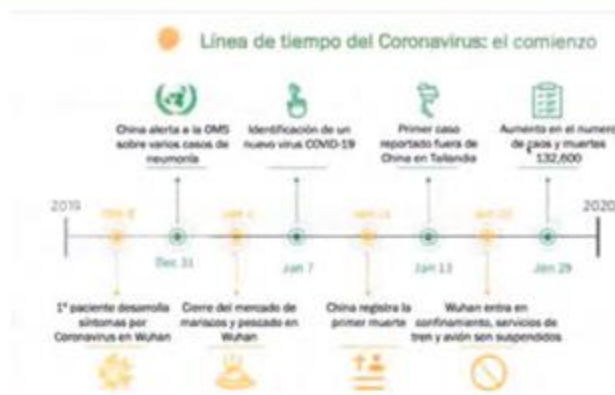 Línea de tiempo del Coronavirus: el comienzo
China alerta a la OMS
sobre varios casos de
neumonía
Identificación de un
nuevo virus COVID-19
Primer caso
reportado fuera de
China en Tailandia
Aumento en el numero
de caos y muertes
132,600
2019
2020
Dec 31
Jan 7
Jan 13
Jan 29
1ª paciente desarrolla
síntomas por
Coronavirus en Wuhan
Cierre del mercado de
mariscos y pescado en
Wuhan
China registra la
primer muerte
Wuhan entra en
confinamiento, servicios de
tren y avión son suspendidos